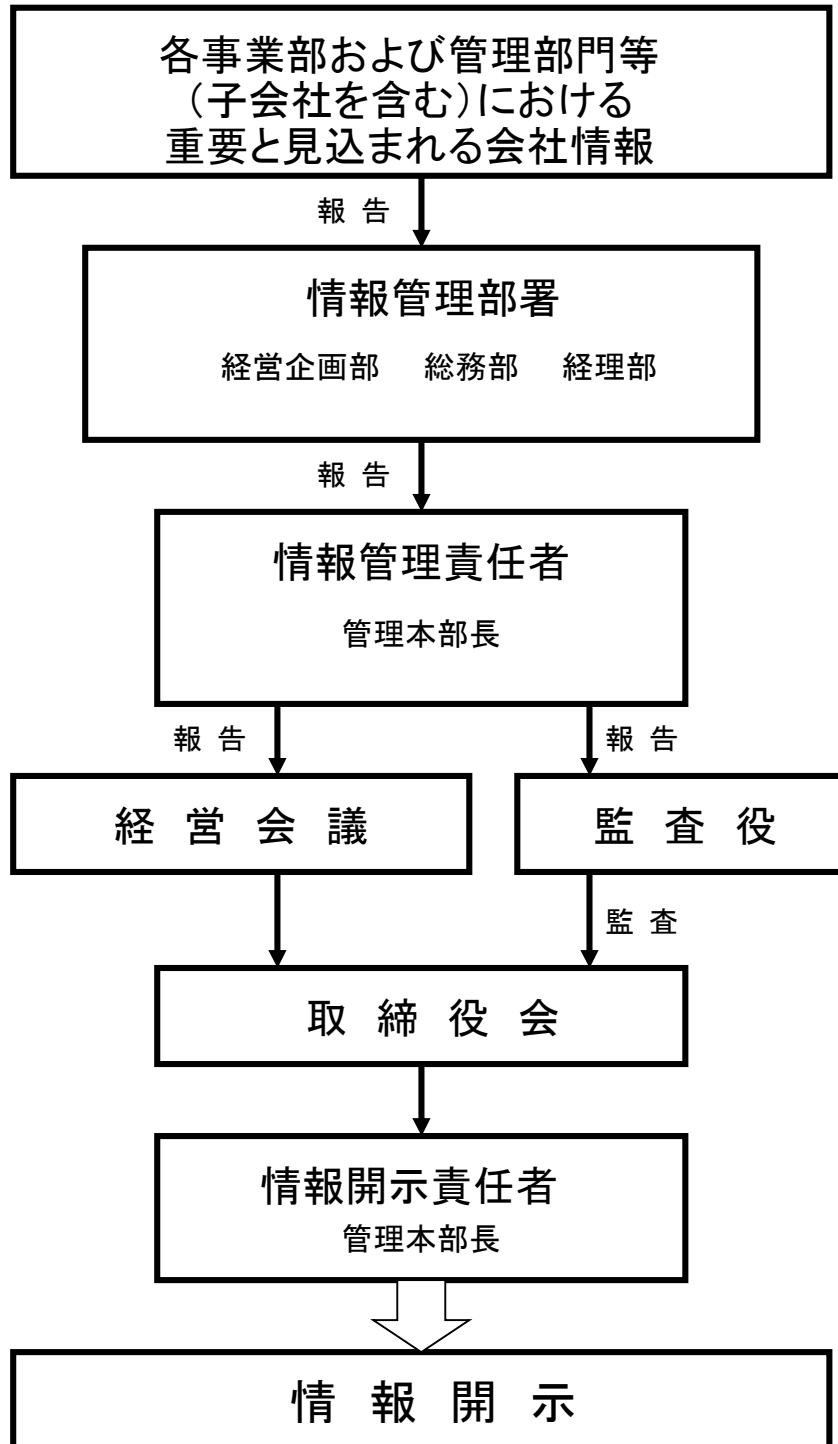 各事業部および管理部門等
（子会社を含む）における
重要と見込まれる会社情報
報 告
情報管理部署
経営企画部 総務部 経理部
報 告
情報管理責任者
管理本部長
報 告 報 告
経 営 会 議 監 査 役
監 査
取 締 役 会
情報開示責任者
管理本部長
情 報 開 示